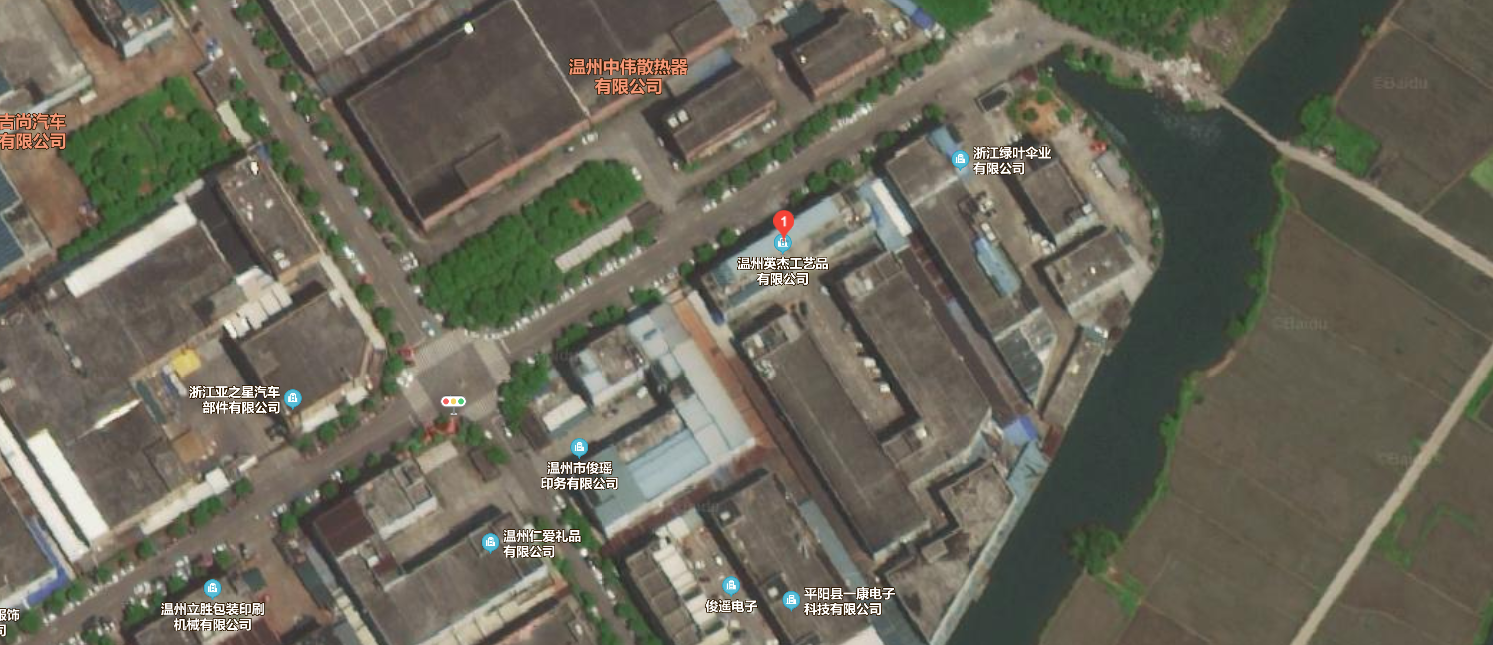 温州中伟散热器
有限公司
©Baidu
吉尚汽车
有限公司
浙江绿叶伞业
有限公司
1
温州英杰工艺品
有限公司
©Baidu
浙江亚之星汽车
部件有限公司
温州市俊瑶
印务有限公司
温州仁爱礼品
有限公司
温州立胜包装印刷
机械有限公司
俊遥电子
平阳县一康电子
科技有限公司
服饰
司